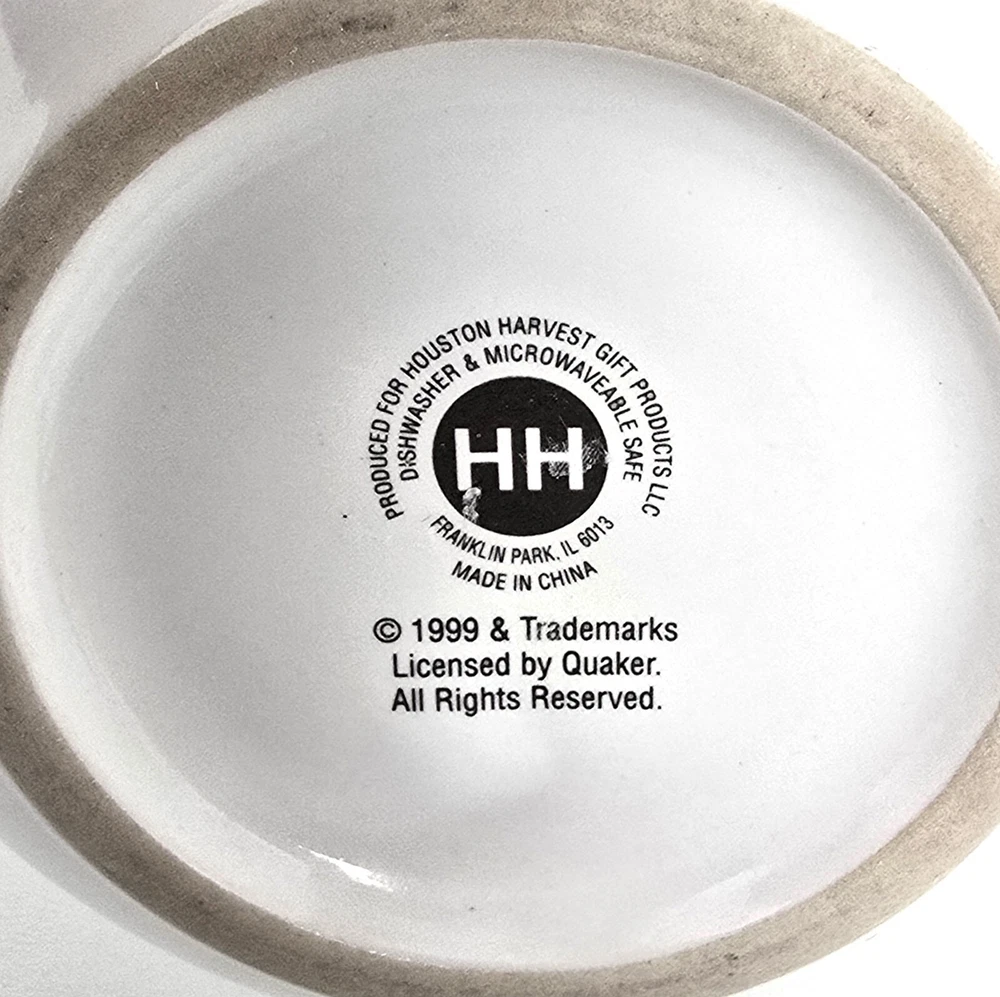 PRODUCED FOR HOUSTON HARVEST GIFT PRODUCTS LLC
DISHWASHER & MICROWAVEABLE SAFE
HH
FRANKLIN PARK, IL 6013
MADE IN CHINA
© 1999 & Trademarks
Licensed by Quaker.
All Rights Reserved.